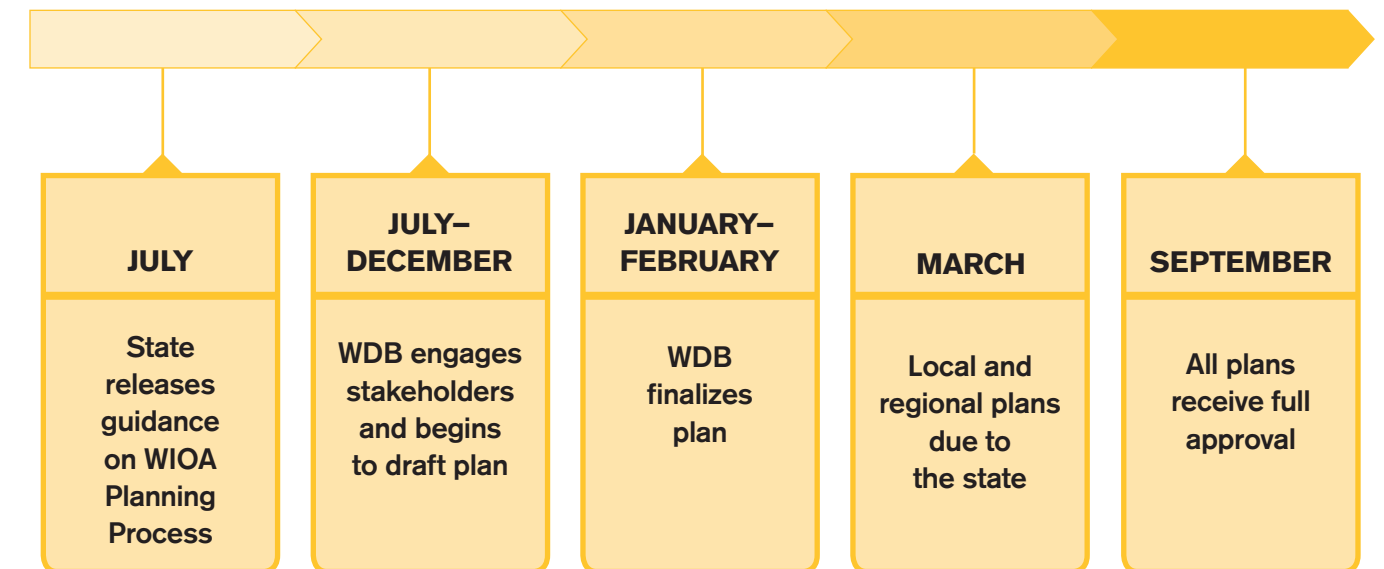 JULY
State
releases
guidance
on WIOA
Planning
Process
JULY–
DECEMBER
WDB engages
stakeholders
and begins
to draft plan
JANUARY–
FEBRUARY
WDB
finalizes
plan
MARCH
Local and
regional plans
due to
the state
SEPTEMBER
All plans
receive full
approval